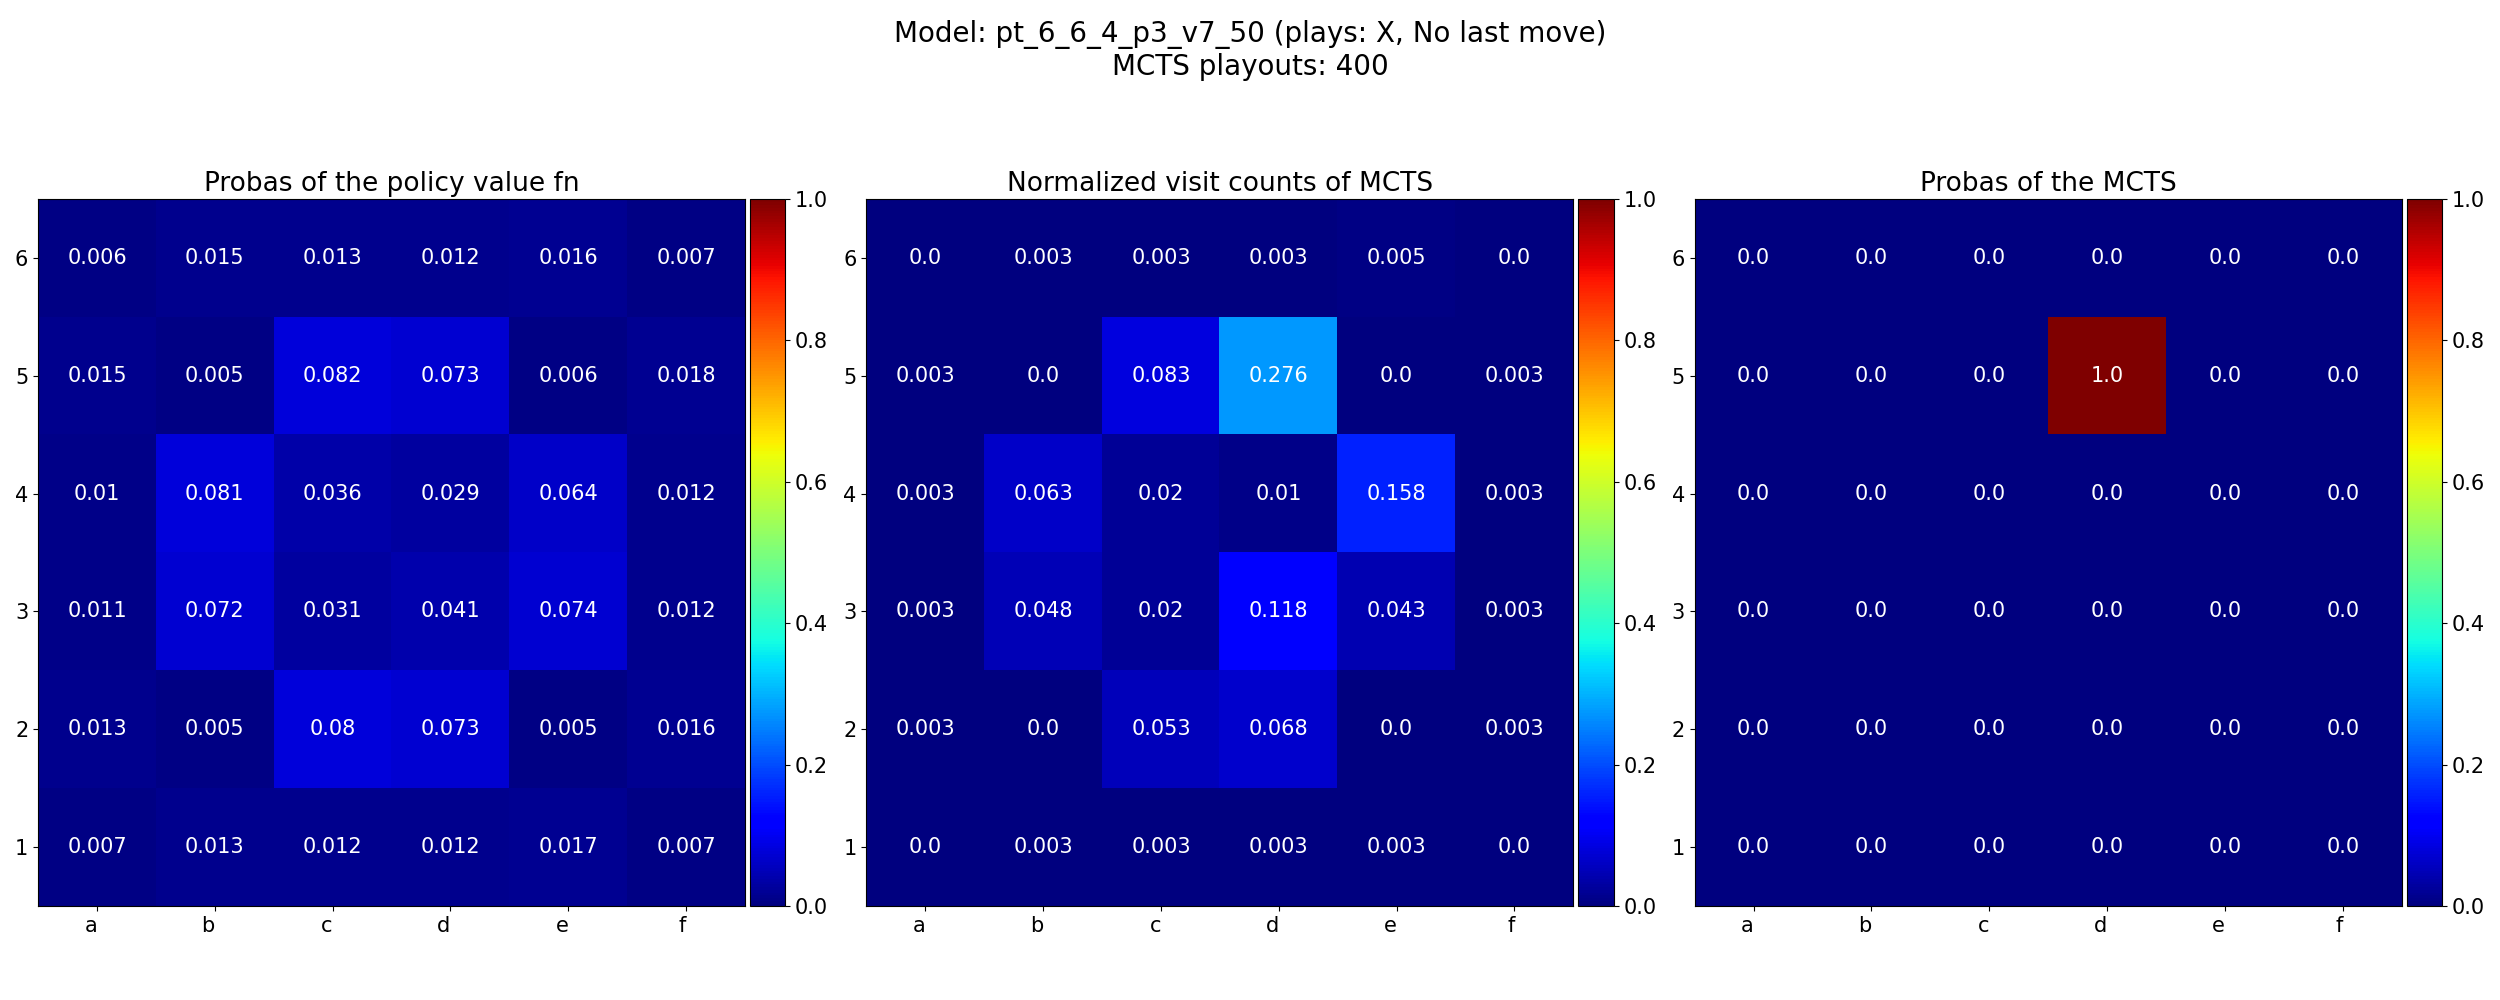 Model: pt_6_6_4_p3_v7_50 (plays: X, No last move)
MCTS playouts: 400
Probas of the policy value fn
6 0.006 0.015 0.013 0.012 0.016 0.007
5 0.015 0.005 0.082 0.073 0.006 0.018
4 0.01 0.081 0.036 0.029 0.064 0.012
3 0.011 0.072 0.031 0.041 0.074 0.012
2 0.013 0.005 0.08 0.073 0.005 0.016
1 0.007 0.013 0.012 0.012 0.017 0.007
a b c d e f
1.0
0.8
0.6
0.4
0.2
0.0
Normalized visit counts of MCTS
6 0.0 0.003 0.003 0.003 0.005 0.0
5 0.003 0.0 0.083 0.276 0.0 0.003
4 0.003 0.063 0.02 0.01 0.158 0.003
3 0.003 0.048 0.02 0.118 0.043 0.003
2 0.003 0.0 0.053 0.068 0.0 0.003
1 0.0 0.003 0.003 0.003 0.003 0.0
a b c d e f
1.0
0.8
0.6
0.4
0.2
0.0
Probas of the MCTS
6 0.0 0.0 0.0 0.0 0.0 0.0
5 0.0 0.0 0.0 1.0 0.0 0.0
4 0.0 0.0 0.0 0.0 0.0 0.0
3 0.0 0.0 0.0 0.0 0.0 0.0
2 0.0 0.0 0.0 0.0 0.0 0.0
1 0.0 0.0 0.0 0.0 0.0 0.0
a b c d e f
1.0
0.8
0.6
0.4
0.2
0.0